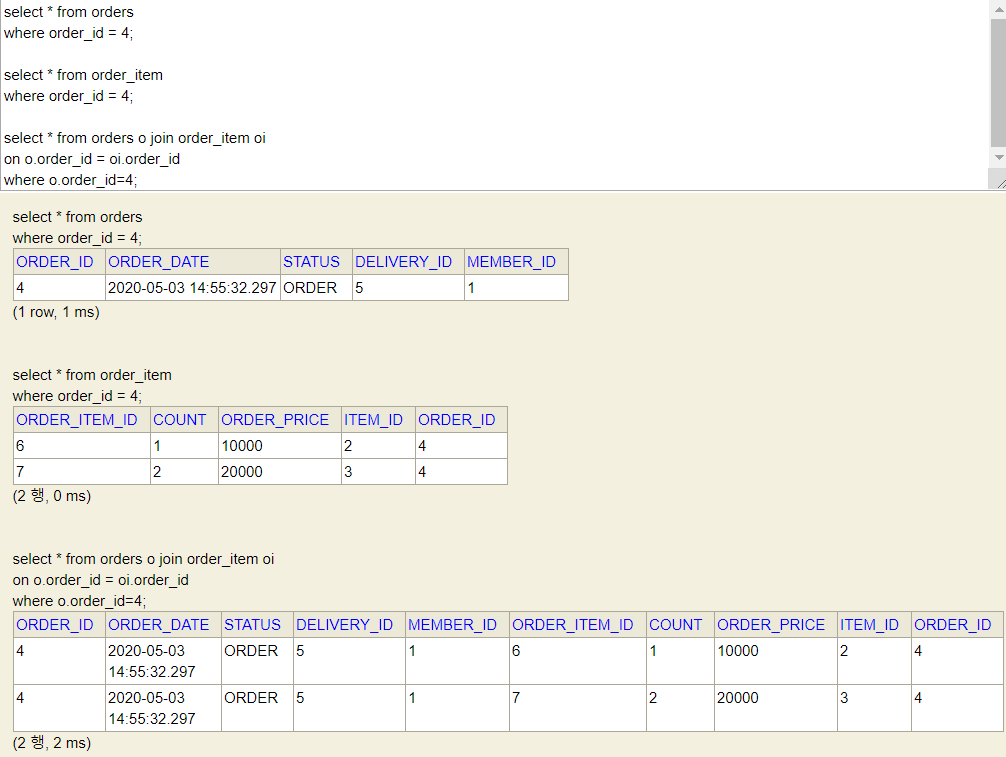 select * from orders
where order_id = 4;
select * from order_item
where order_id = 4;
select * from orders o join order_item oi
on o.order_id = oi.order_id
where o.order_id=4;
select * from orders
where order_id = 4;
ORDER_ID ORDER_DATE STATUS DELIVERY_ID MEMBER_ID
4 2020-05-03 14:55:32.297 ORDER 5 1
(1 row, 1 ms)
select * from order_item
where order_id = 4;
ORDER_ITEM_ID COUNT ORDER_PRICE ITEM_ID ORDER_ID
6 1 10000 2 4
7 2 20000 3 4
(2 행, 0 ms)
select * from orders o join order_item oi
on o.order_id = oi.order_id
where o.order_id=4;
ORDER_ID ORDER_DATE STATUS DELIVERY_ID MEMBER_ID ORDER_ITEM_ID COUNT ORDER_PRICE ITEM_ID ORDER_ID
4 2020-05-03 ORDER 5 1 6 1 10000 2 4
14:55:32.297
4 2020-05-03 ORDER 5 1 7 2 20000 3 4
14:55:32.297
(2 행, 2 ms)